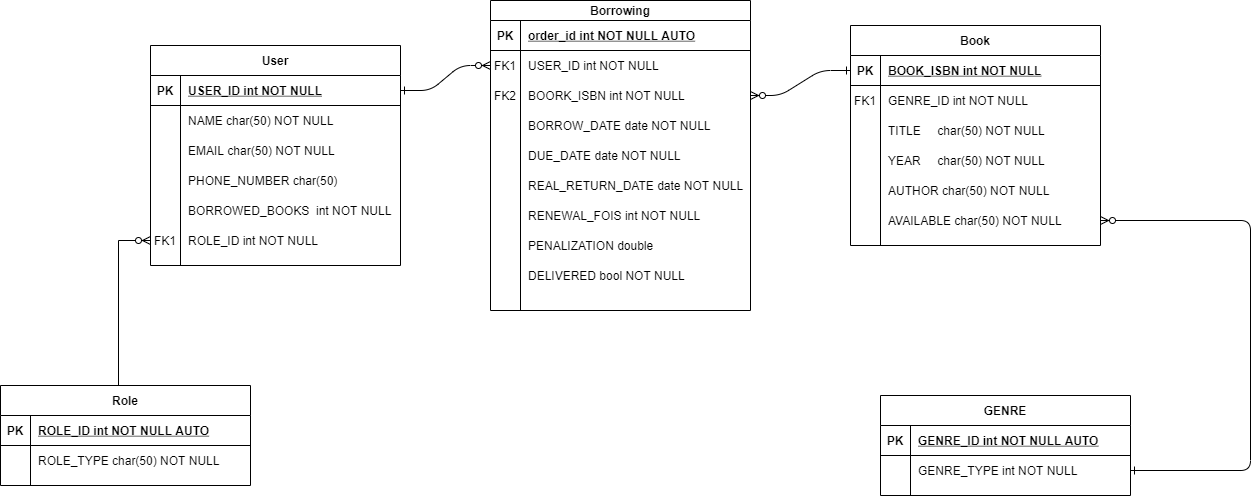 User
PK USER_ID int NOT NULL
NAME char(50) NOT NULL
EMAIL char(50) NOT NULL
PHONE_NUMBER char(50)
BORROWED_BOOKS int NOT NULL
FK1 ROLE_ID int NOT NULL
Borrowing
PK order_id int NOT NULL AUTO
FK1 USER_ID int NOT NULL
FK2 BOORK_ISBN int NOT NULL
BORROW_DATE date NOT NULL
DUE_DATE date NOT NULL
REAL_RETURN_DATE date NOT NULL
RENEWAL_FOIS int NOT NULL
PENALIZATION double
DELIVERED bool NOT NULL
Book
PK BOOK_ISBN int NOT NULL
FK1 GENRE_ID int NOT NULL
TITLE char(50) NOT NULL
YEAR char(50) NOT NULL
AUTHOR char(50) NOT NULL
AVAILABLE char(50) NOT NULL
Role
PK ROLE_ID int NOT NULL AUTO
ROLE_TYPE char(50) NOT NULL
GENRE
PK GENRE_ID int NOT NULL AUTO
GENRE_TYPE int NOT NULL